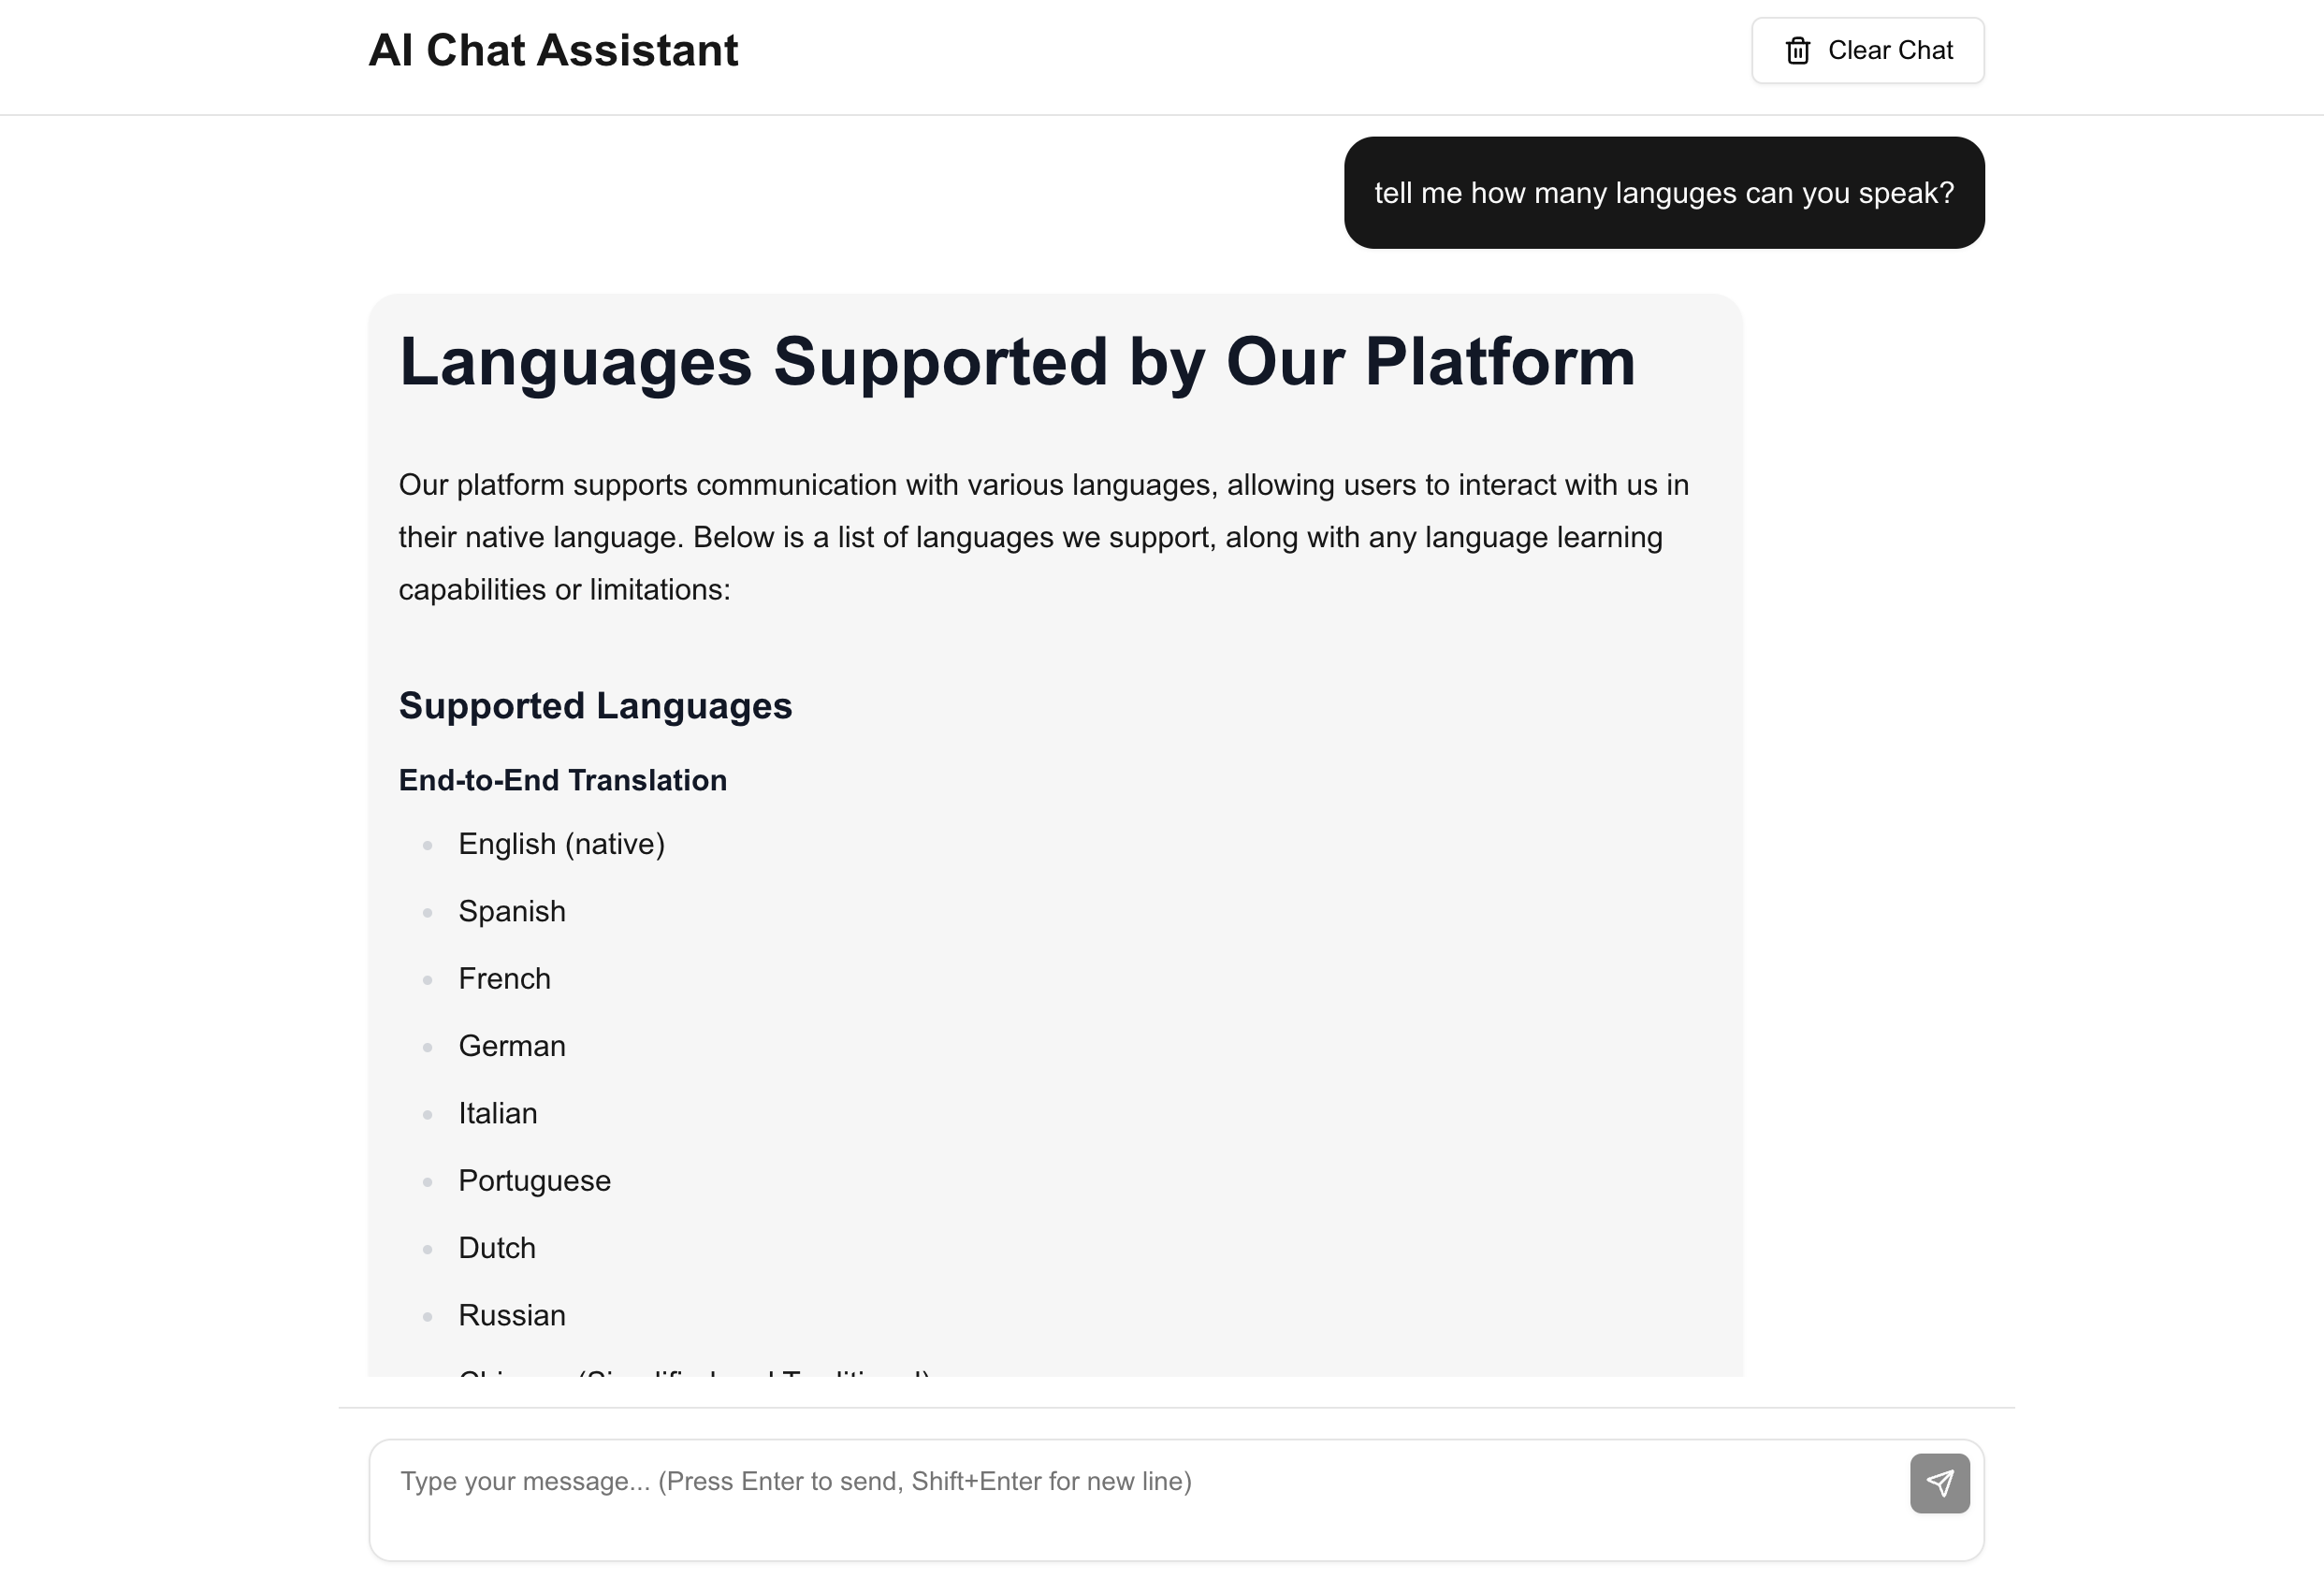 AI Chat Assistant
Clear Chat
tell me how many languges can you speak?
Languages Supported by Our Platform
Our platform supports communication with various languages, allowing users to interact with us in
their native language. Below is a list of languages we support, along with any language learning
capabilities or limitations:
Supported Languages
End-to-End Translation
English (native)
Spanish
French
German
Italian
Portuguese
Dutch
Russian
Chinese (Simplified and Traditional)
Type your message... (Press Enter to send, Shift+Enter for new line)